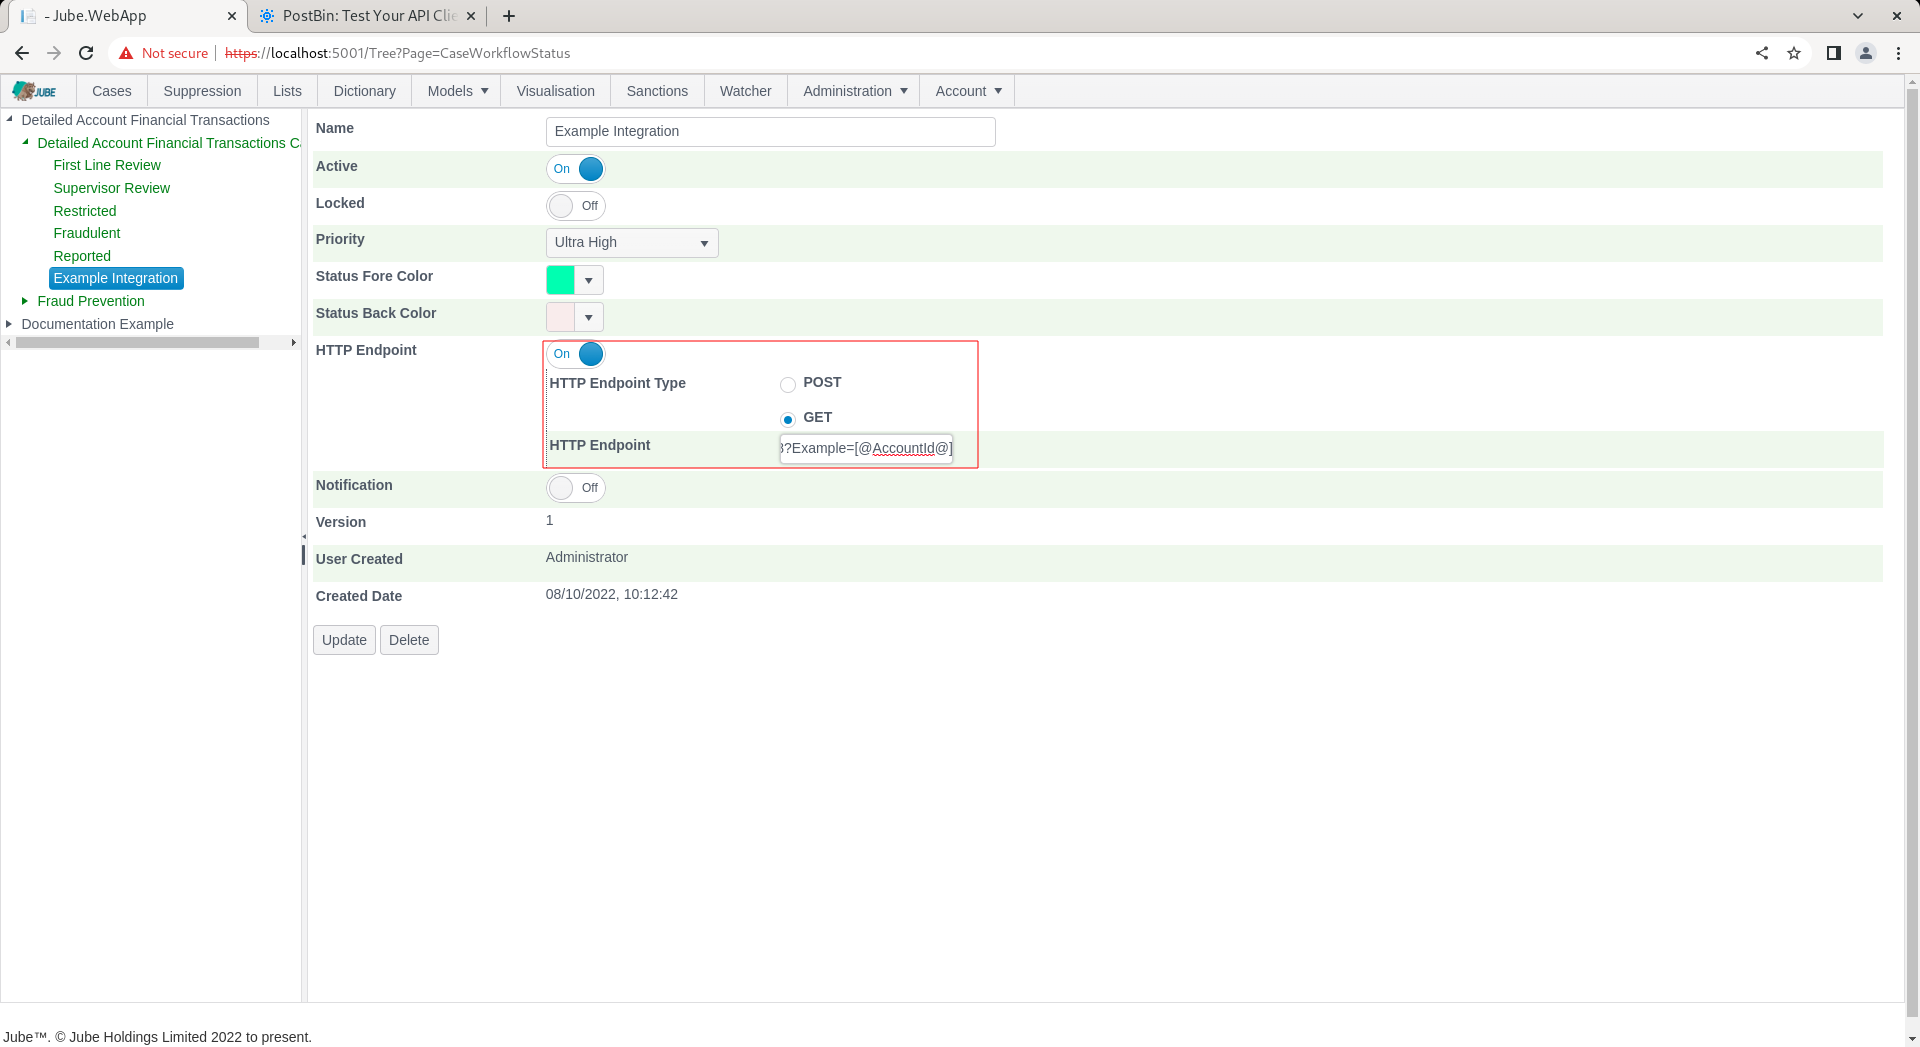 - Jube.WebApp
PostBin: Test Your API Clie
Not secure
https://localhost:5001/Tree?Page=CaseWorkflowStatus
JUBE
Cases
Suppression
Lists
Dictionary
Models
Visualisation
Sanctions
Watcher
Administration
Account
Detailed Account Financial Transactions
Detailed Account Financial Transactions Ca
First Line Review
Supervisor Review
Restricted
Fraudulent
Reported
Example Integration
Fraud Prevention
Documentation Example
Name
Example Integration
Active
On
Locked
Off
Priority
Ultra High
Status Fore Color
Status Back Color
HTTP Endpoint
On
HTTP Endpoint Type
POST
GET
HTTP Endpoint
?Example=[@AccountId@]
Notification
Off
Version
1
User Created
Administrator
Created Date
08/10/2022, 10:12:42
Update
Delete
Jube™. © Jube Holdings Limited 2022 to present.